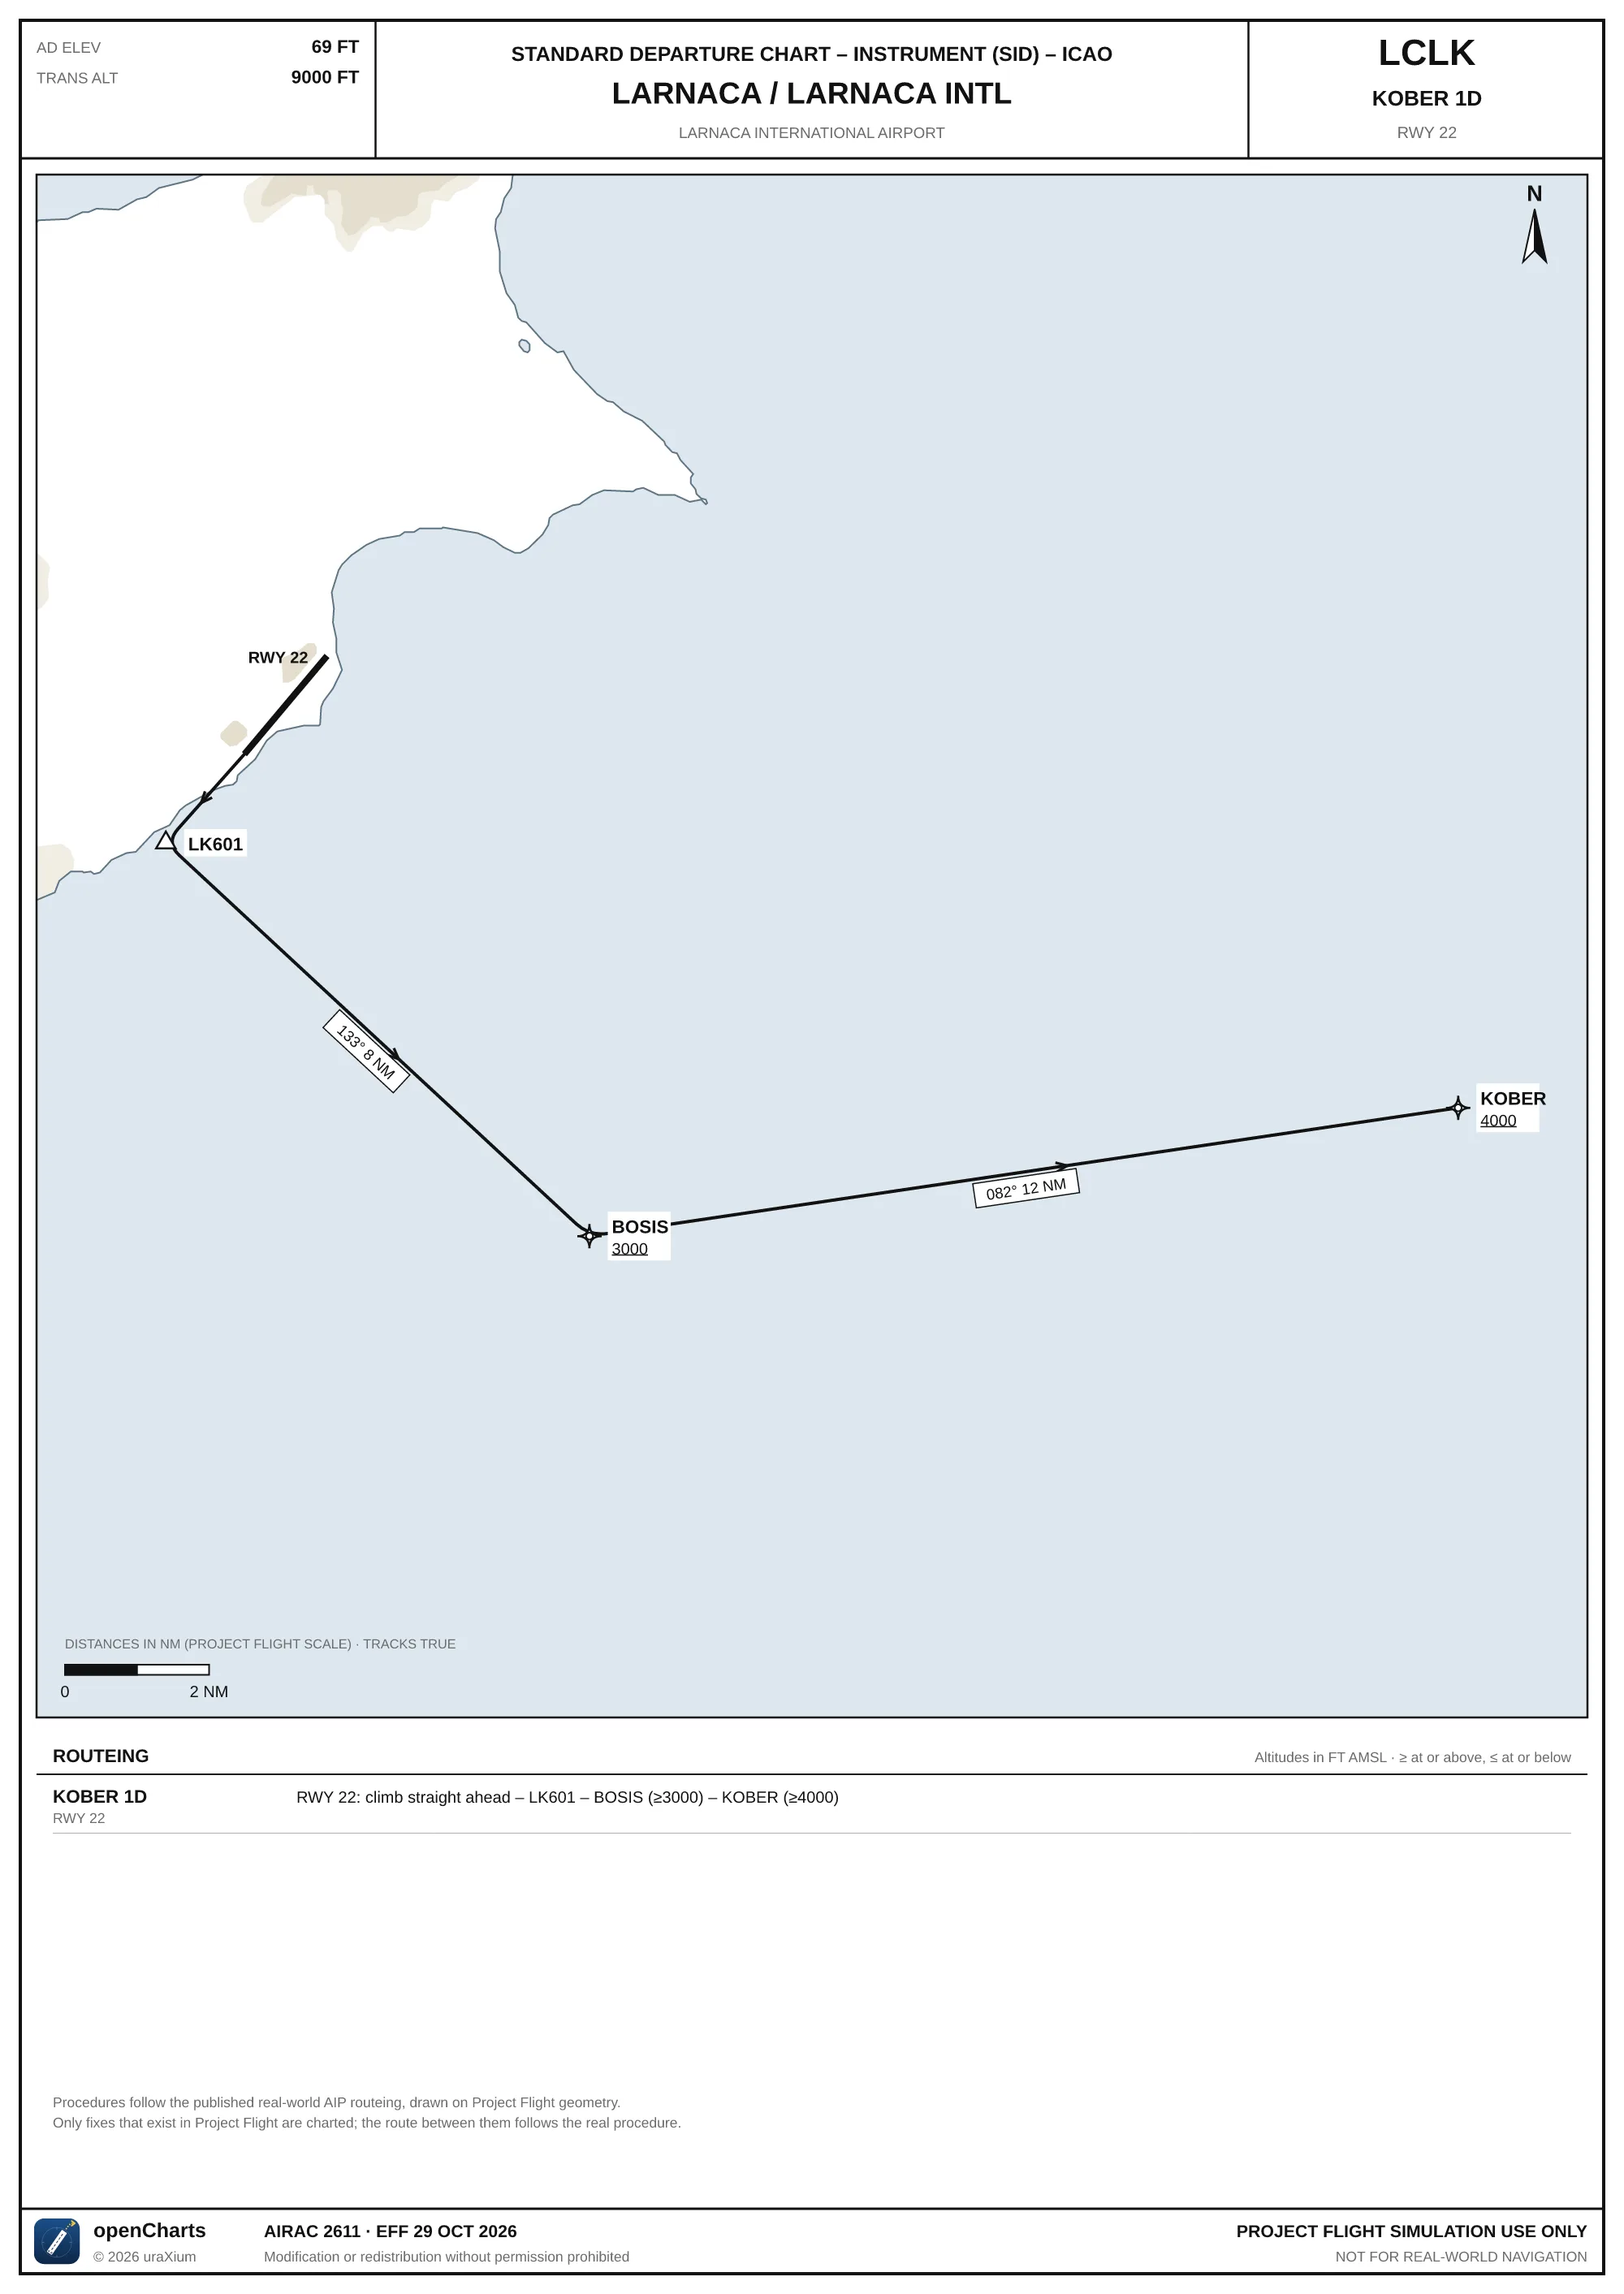 AD ELEV 69 FT
TRANS ALT 9000 FT
STANDARD DEPARTURE CHART – INSTRUMENT (SID) – ICAO
LARNACA / LARNACA INTL
LARNACA INTERNATIONAL AIRPORT
LCLK
KOBER 1D
RWY 22
N
RWY 22
LK601
133° 8 NM
KOBER
4000
082° 12 NM
BOSIS
3000
DISTANCES IN NM (PROJECT FLIGHT SCALE) · TRACKS TRUE
0 2 NM
ROUTEING
Altitudes in FT AMSL · ≥ at or above, ≤ at or below
KOBER 1D
RWY 22: climb straight ahead – LK601 – BOSIS (≥3000) – KOBER (≥4000)
RWY 22
Procedures follow the published real-world AIP routeing, drawn on Project Flight geometry.
Only fixes that exist in Project Flight are charted; the route between them follows the real procedure.
openCharts
© 2026 uraXium
AIRAC 2611 · EFF 29 OCT 2026
Modification or redistribution without permission prohibited
PROJECT FLIGHT SIMULATION USE ONLY
NOT FOR REAL-WORLD NAVIGATION